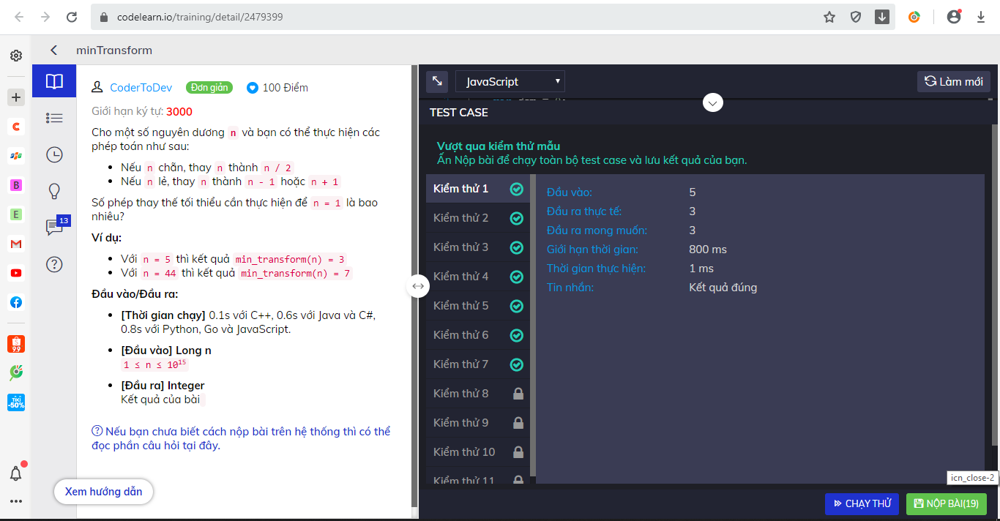 codelearn.io/training/detail/2479399
minTransform
CoderToDev Đơn giản 100 Điểm
Giới hạn ký tự: 3000
Cho một số nguyên dương n và bạn có thể thực hiện các
phép toán như sau:
Nếu n chẵn, thay n thành n / 2
Nếu n lẻ, thay n thành n - 1 hoặc n + 1
Số phép thay thế tối thiểu cần thực hiện để n = 1 là bao
nhiêu?
Ví dụ:
Với n = 5 thì kết quả min_transform(n) = 3
Với n = 44 thì kết quả min_transform(n) = 7
Đầu vào/Đầu ra:
[Thời gian chạy] 0.1s với C++, 0.6s với Java và C#,
0.8s với Python, Go và JavaScript.
[Đầu vào] Long n
1 ≤ n ≤ 10¹⁵
[Đầu ra] Integer
Kết quả của bài
Nếu bạn chưa biết cách nộp bài trên hệ thống thì có thể
đọc phần câu hỏi tại đây.
Xem hướng dẫn
13
C
B
E
9.9
TIKI
-50%
JavaScript
Làm mới
TEST CASE
Vượt qua kiểm thử mẫu
Ấn Nộp bài để chạy toàn bộ test case và lưu kết quả của bạn.
Kiểm thử 1
Kiểm thử 2
Kiểm thử 3
Kiểm thử 4
Kiểm thử 5
Kiểm thử 6
Kiểm thử 7
Kiểm thử 8
Kiểm thử 9
Kiểm thử 10
Kiểm thử 11
Đầu vào: 5
Đầu ra thực tế: 3
Đầu ra mong muốn: 3
Giới hạn thời gian: 800 ms
Thời gian thực hiện: 1 ms
Tin nhắn: Kết quả đúng
icn_close-2
CHẠY THỬ
NỘP BÀI(19)